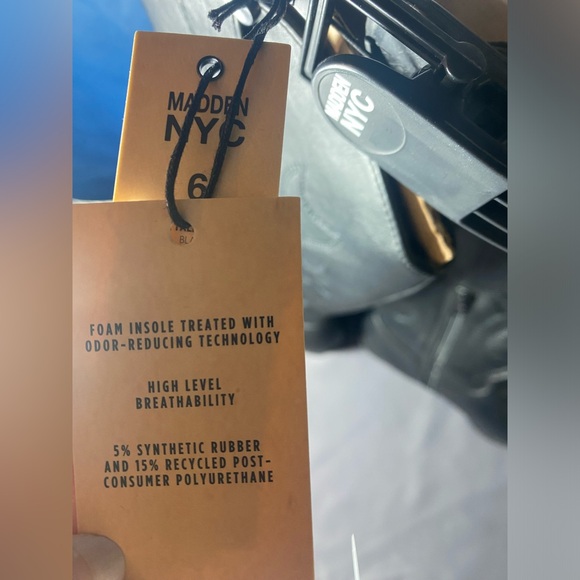 MADDEN
NYC
6
BLA
FOAM INSOLE TREATED WITH
ODOR-REDUCING TECHNOLOGY
HIGH LEVEL
BREATHABILITY
5% SYNTHETIC RUBBER
AND 15% RECYCLED POST-
CONSUMER POLYURETHANE
MADDEN
NYC